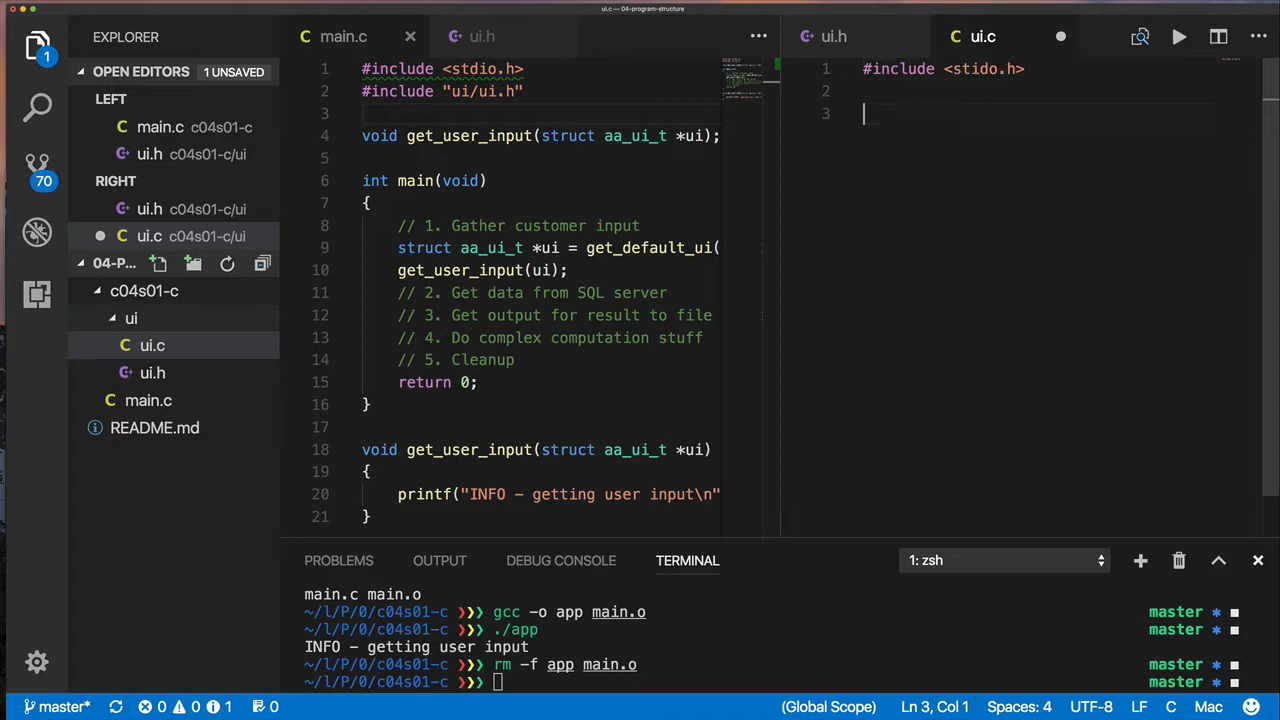 ui.c — 04-program-structure
EXPLORER
1
OPEN EDITORS 1 UNSAVED
LEFT
main.c c04s01-c
ui.h c04s01-c/ui
70
RIGHT
ui.h c04s01-c/ui
ui.c c04s01-c/ui
04-P...
c04s01-c
ui
ui.c
ui.h
main.c
README.md
main.c
ui.h
1 #include <stdio.h>
2 #include "ui/ui.h"
3
4 void get_user_input(struct aa_ui_t *ui);
5
6 int main(void)
7 {
8 // 1. Gather customer input
9 struct aa_ui_t *ui = get_default_ui(
10 get_user_input(ui);
11 // 2. Get data from SQL server
12 // 3. Get output for result to file
13 // 4. Do complex computation stuff
14 // 5. Cleanup
15 return 0;
16 }
17
18 void get_user_input(struct aa_ui_t *ui)
19 {
20 printf("INFO - getting user input\n"
21 }
ui.h
ui.c
1 #include <stido.h>
2
3
PROBLEMS OUTPUT DEBUG CONSOLE TERMINAL 1: zsh
main.c main.o
~/l/P/0/c04s01-c ❯❯❯ gcc -o app main.o master *
~/l/P/0/c04s01-c ❯❯❯ ./app master *
INFO - getting user input
~/l/P/0/c04s01-c ❯❯❯ rm -f app main.o master *
~/l/P/0/c04s01-c ❯❯❯ master *
master* 0 0 1 0 (Global Scope) Ln 3, Col 1 Spaces: 4 UTF-8 LF C Mac